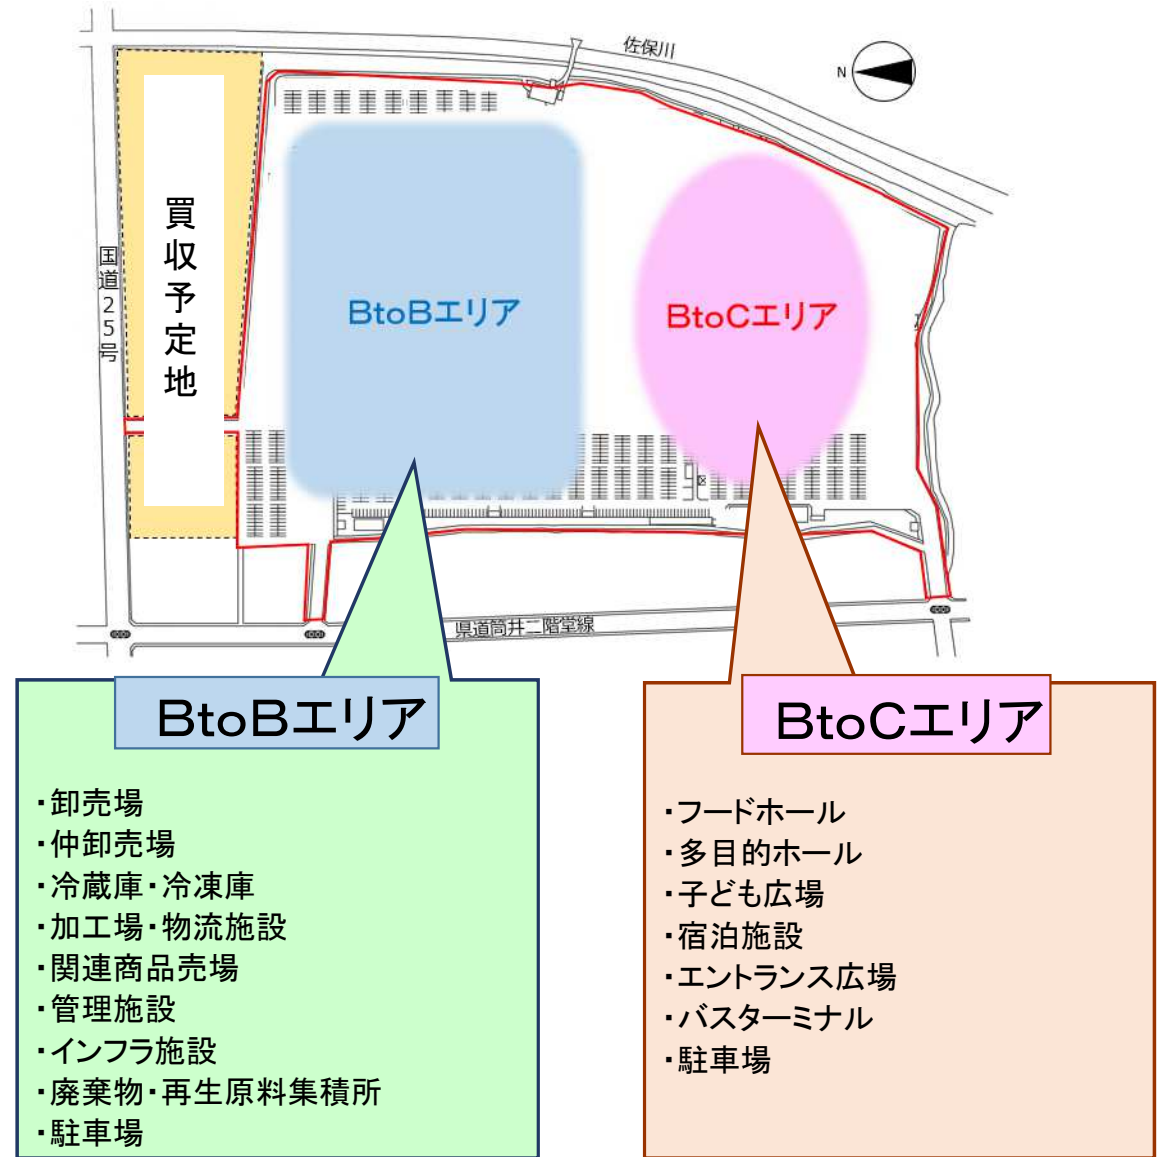 佐保川
N
買収予定地
国道25号
BtoBエリア
BtoCエリア
県道筒井二階堂線
BtoBエリア
・卸売場
・仲卸売場
・冷蔵庫・冷凍庫
・加工場・物流施設
・関連商品売場
・管理施設
・インフラ施設
・廃棄物・再生原料集積所
・駐車場
BtoCエリア
・フードホール
・多目的ホール
・子ども広場
・宿泊施設
・エントランス広場
・バスターミナル
・駐車場